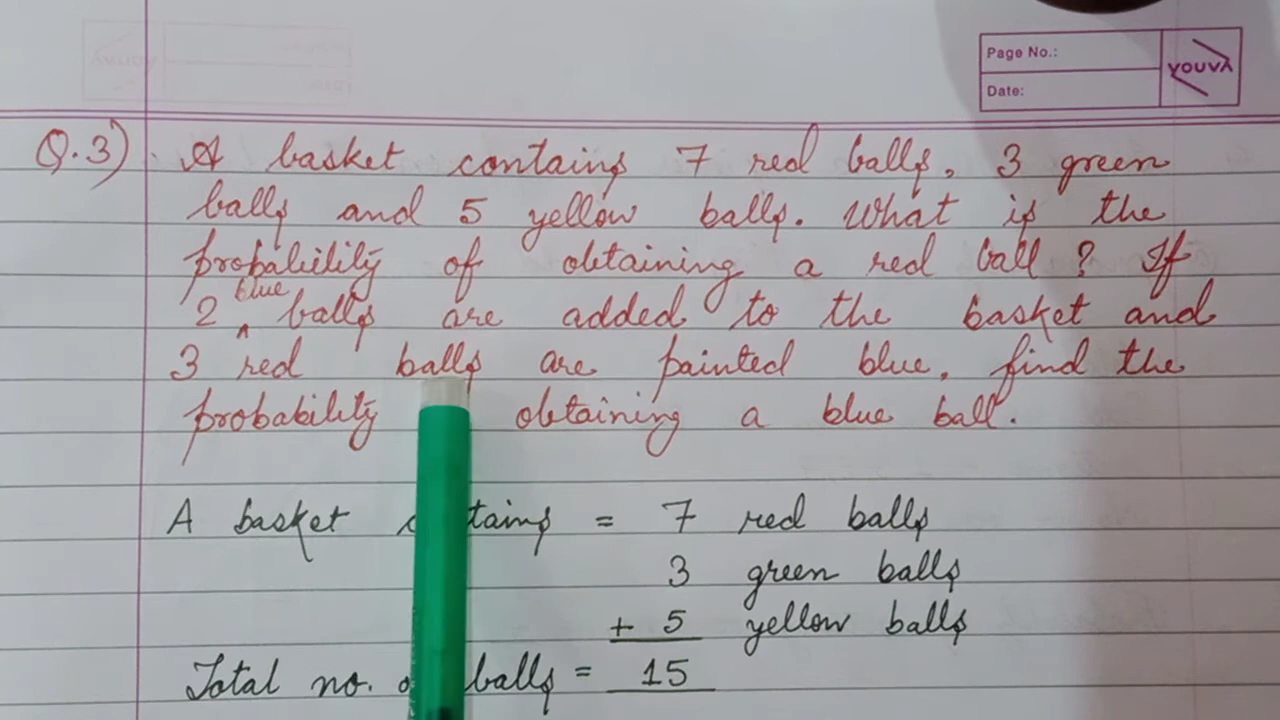 Page No.:
Date:
youva
Q.3) A basket contains 7 red balls, 3 green
balls and 5 yellow balls. What is the
probability of obtaining a red ball? If
2 blue balls are added to the basket and
3 red balls are painted blue, find the
probability obtaining a blue ball.
A basket = 7 red balls
3 green balls
+ 5 yellow balls
Total no. balls = 15